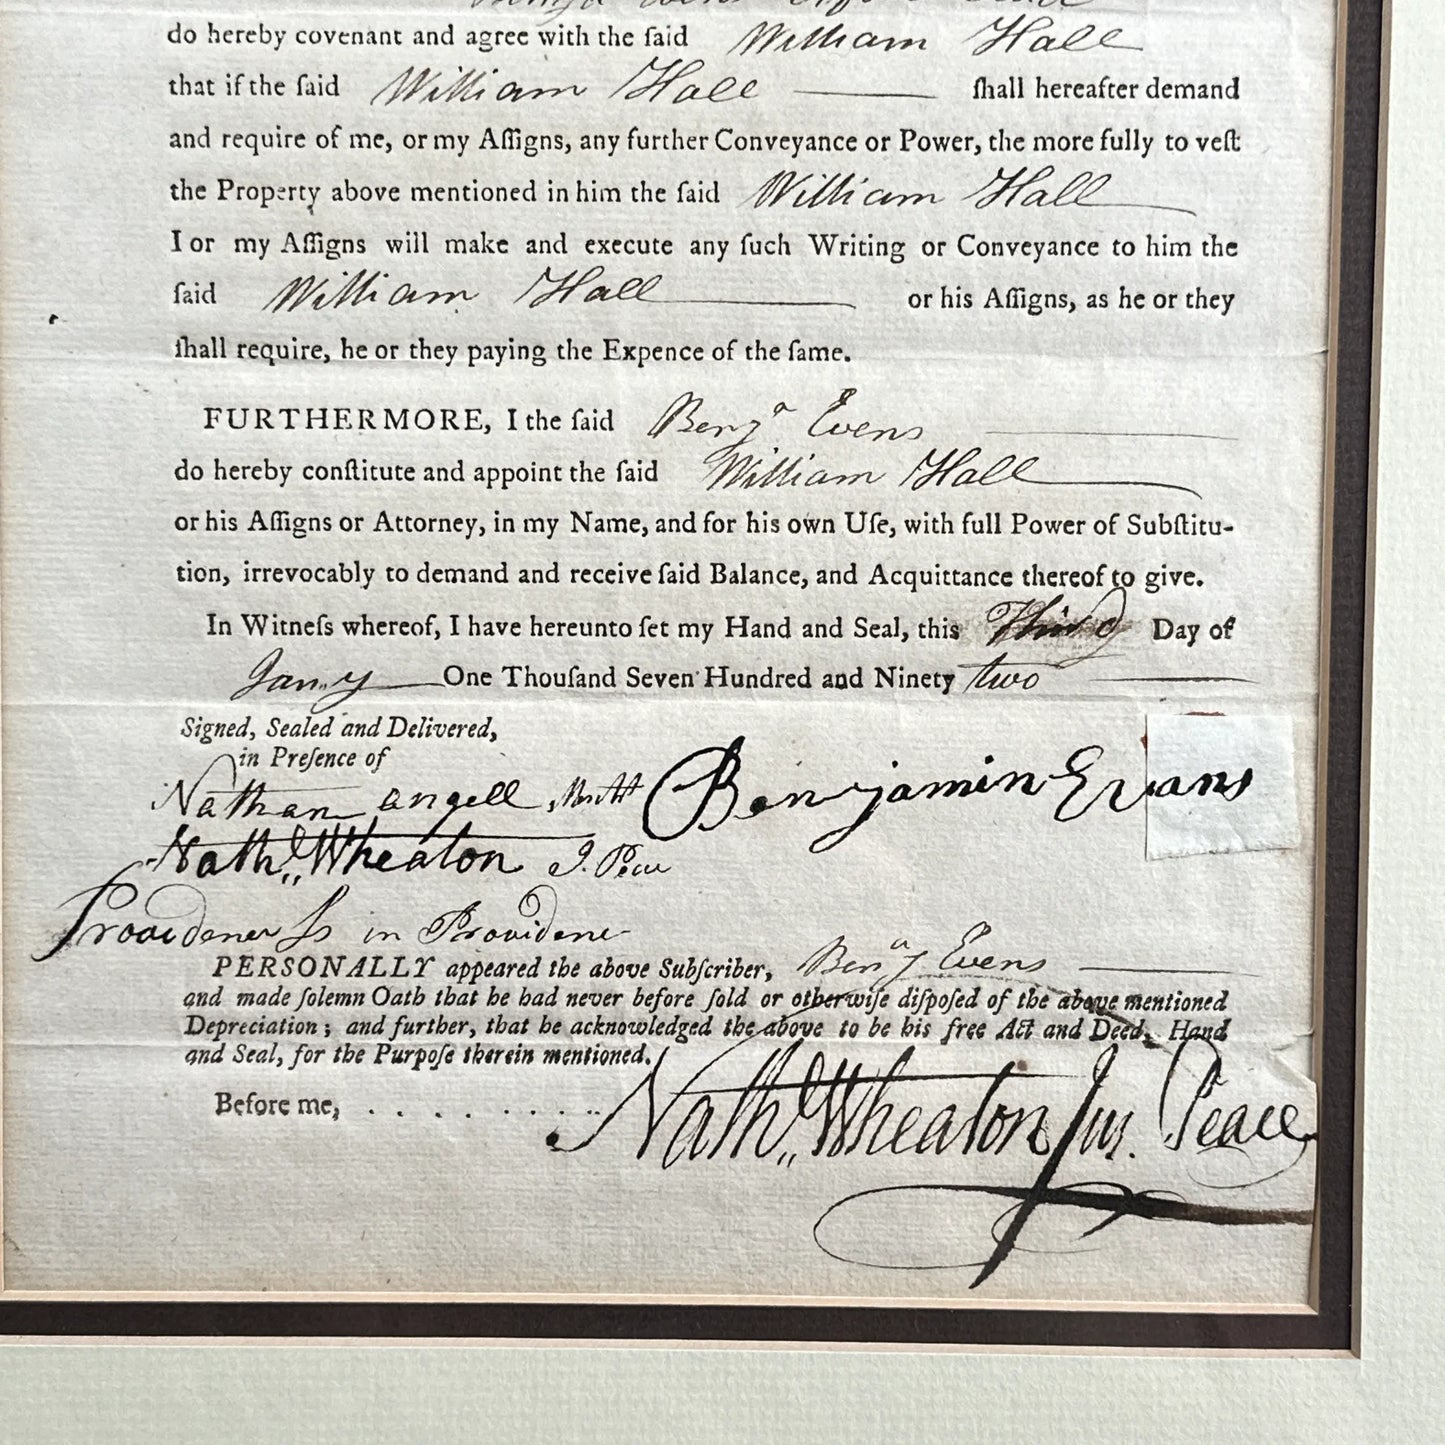 do hereby covenant and agree with the ſaid William Hall
that if the ſaid William Hall ſhall hereafter demand
and require of me, or my Aſſigns, any further Conveyance or Power, the more fully to veſt
the Property above mentioned in him the ſaid William Hall
I or my Aſſigns will make and execute any ſuch Writing or Conveyance to him the
ſaid William Hall or his Aſſigns, as he or they
ſhall require, he or they paying the Expence of the ſame.
FURTHERMORE, I the ſaid Benjª Evens
do hereby conſtitute and appoint the ſaid William Hall
or his Aſſigns or Attorney, in my Name, and for his own Uſe, with full Power of Subſtitu-
tion, irrevocably to demand and receive ſaid Balance, and Acquittance thereof to give.
In Witneſs whereof, I have hereunto ſet my Hand and Seal, this Third Day of
Jany One Thouſand Seven Hundred and Ninety two
Signed, Sealed and Delivered,
in Preſence of
Nathan angell
Benjamin Evans
Nathl Wheaton J. Peac
Providence Ss in Providence
PERSONALLY appeared the above Subſcriber, Benjª Evens
and made ſolemn Oath that he had never before ſold or otherwiſe diſpoſed of the above mentioned
Depreciation; and further, that he acknowledged the above to be his free Act and Deed, Hand
and Seal, for the Purpoſe therein mentioned.
Before me, . . . . . . . . . Nathl Wheaton Jus. Peace